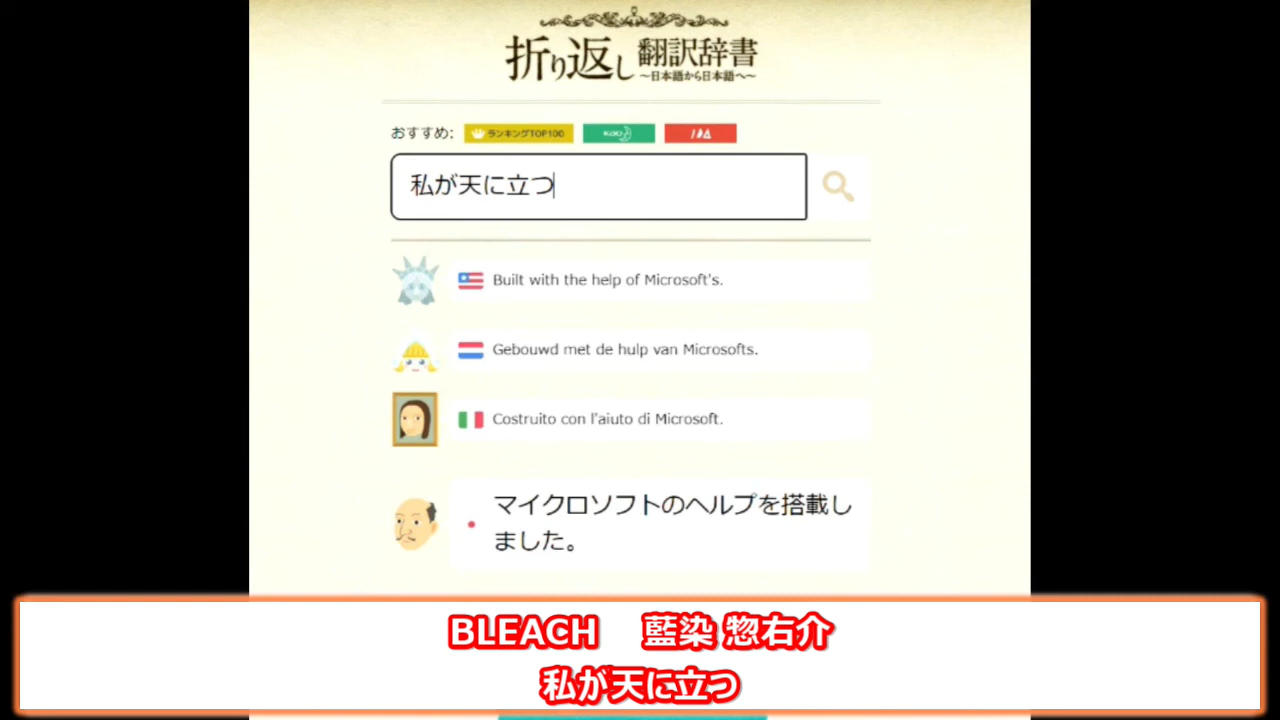 折り返し翻訳辞書
～日本語から日本語へ～
おすすめ: ランキングTOP100
私が天に立つ
Built with the help of Microsoft's.
Gebouwd met de hulp van Microsofts.
Costruito con l'aiuto di Microsoft.
マイクロソフトのヘルプを搭載し
ました。
BLEACH 藍染 惣右介
私が天に立つ